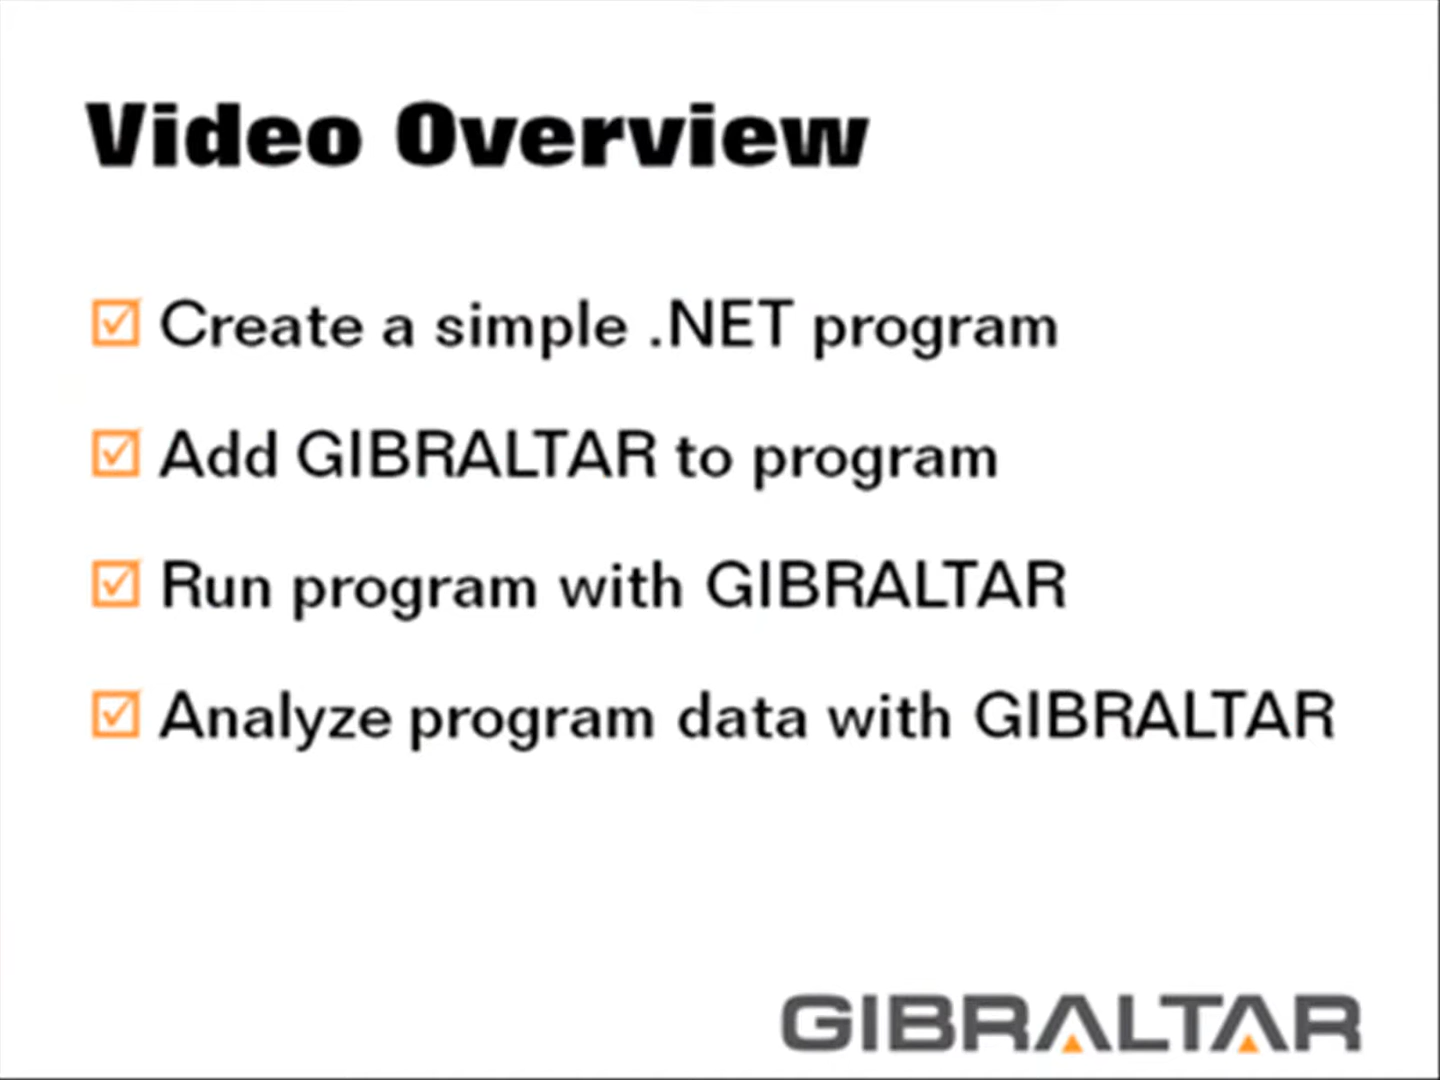 Video Overview
Create a simple .NET program
Add GIBRALTAR to program
Run program with GIBRALTAR
Analyze program data with GIBRALTAR
GIBRALTAR